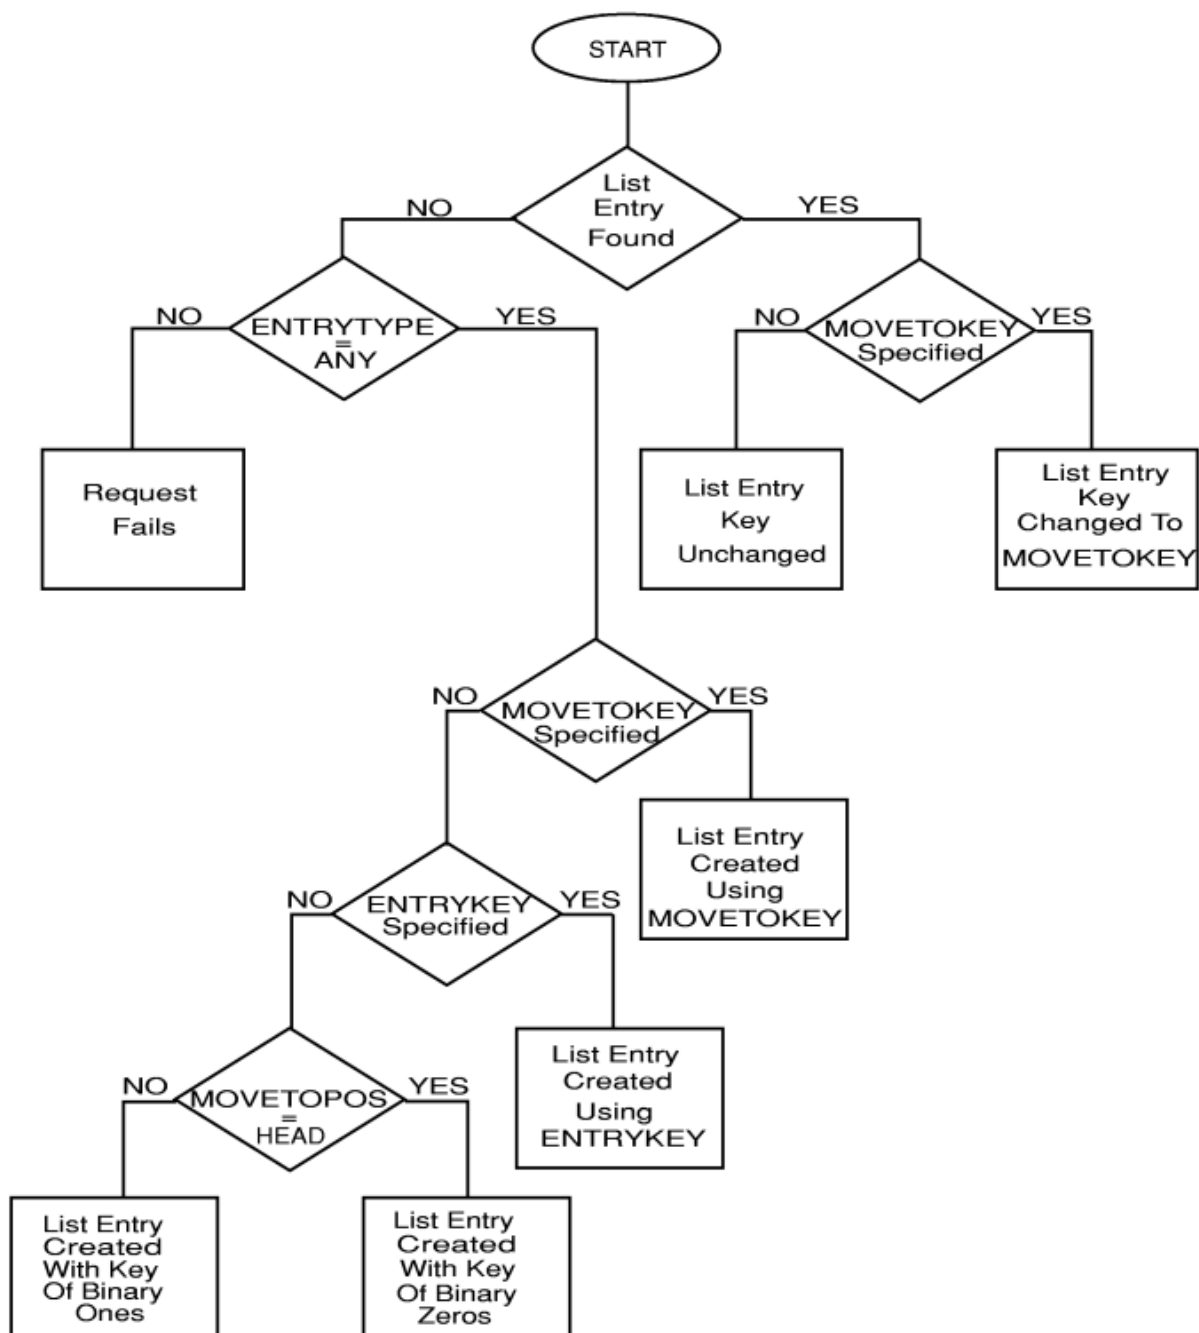 START
List
Entry
Found
NO
YES
ENTRYTYPE
=
ANY
NO
YES
MOVETOKEY
Specified
NO
YES
Request
Fails
List Entry
Key
Unchanged
List Entry
Key
Changed To
MOVETOKEY
MOVETOKEY
Specified
NO
YES
List Entry
Created
Using
MOVETOKEY
ENTRYKEY
Specified
NO
YES
List Entry
Created
Using
ENTRYKEY
MOVETOPOS
=
HEAD
NO
YES
List Entry
Created
With Key
Of Binary
Ones
List Entry
Created
With Key
Of Binary
Zeros